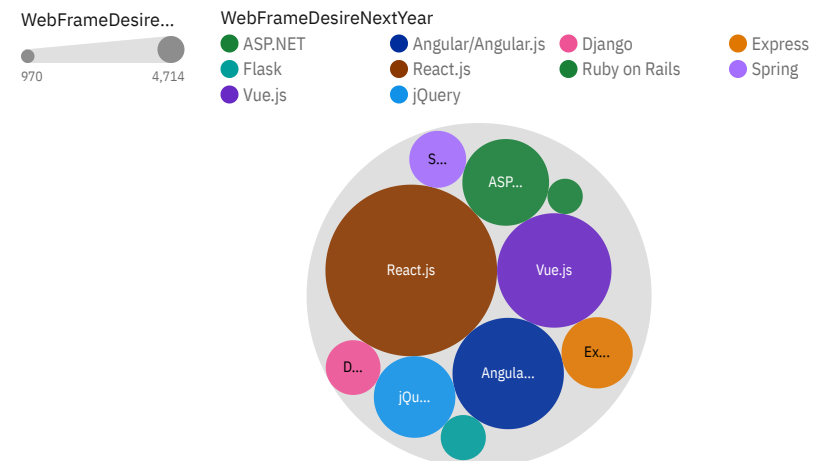 WebFrameDesire...
970 4,714
WebFrameDesireNextYear
ASP.NET Angular/Angular.js Django Express
Flask React.js Ruby on Rails Spring
Vue.js jQuery
S...
ASP...
React.js Vue.js
Ex...
D... Angula...
jQu...